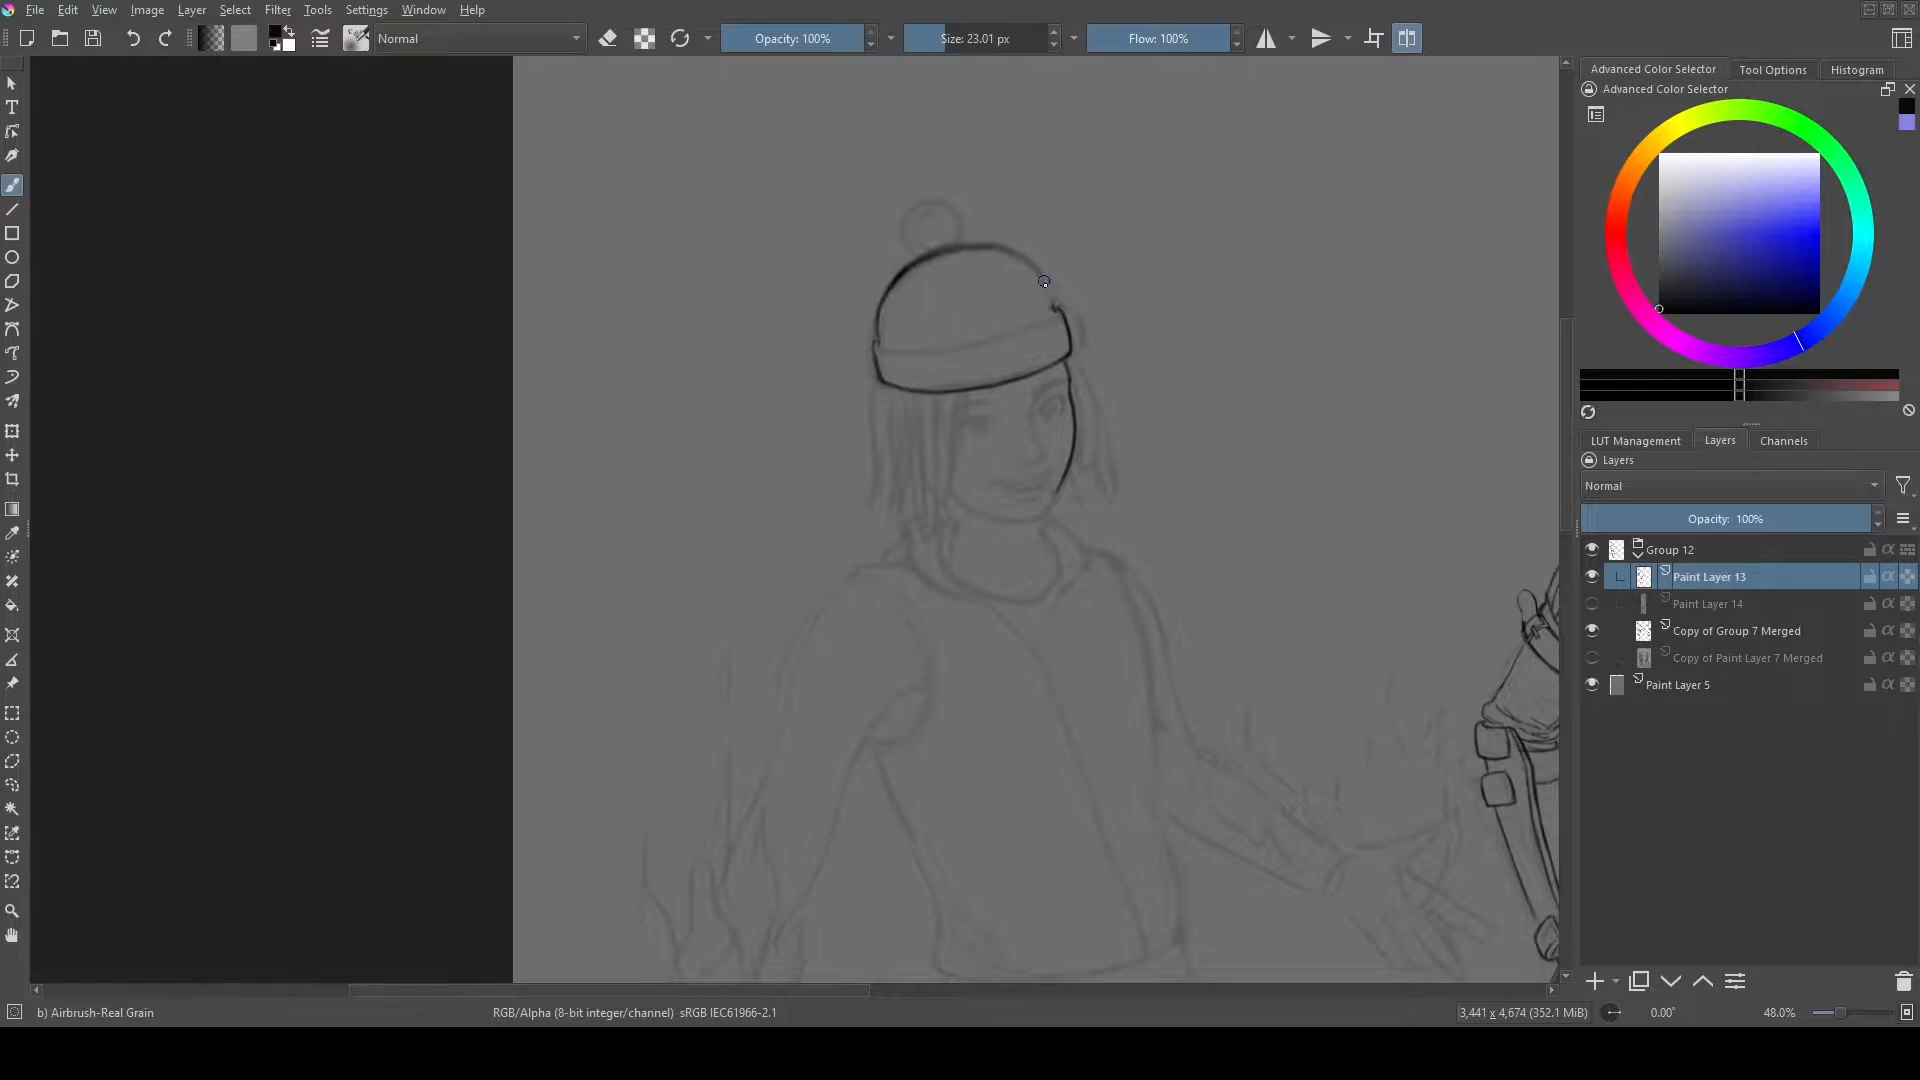 File Edit View Image Layer Select Filter Tools Settings Window Help
Normal
Opacity: 100%
Size: 23.01 px
Flow: 100%
Advanced Color Selector
Tool Options
Histogram
Advanced Color Selector
LUT Management
Layers
Channels
Layers
Normal
Opacity: 100%
Group 12
Paint Layer 13
Paint Layer 14
Copy of Group 7 Merged
Copy of Paint Layer 7 Merged
Paint Layer 5
b) Airbrush-Real Grain
RGB/Alpha (8-bit integer/channel) sRGB IEC61966-2.1
3,441 x 4,674 (352.1 MiB)
0.00°
48.0%